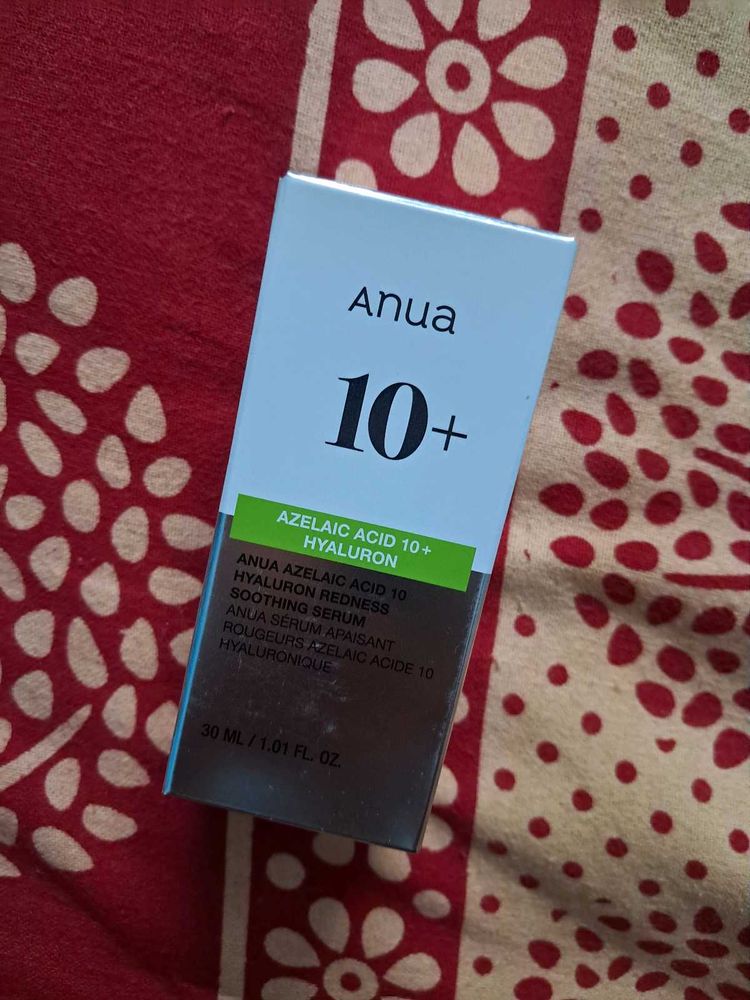 Anua
10+
AZELAIC ACID 10+
HYALURON
ANUA AZELAIC ACID 10
HYALURON REDNESS
SOOTHING SERUM
ANUA SÉRUM APAISANT
ROUGEURS AZELAIC ACIDE 10
HYALURONIQUE
30 ML / 1.01 FL. OZ.